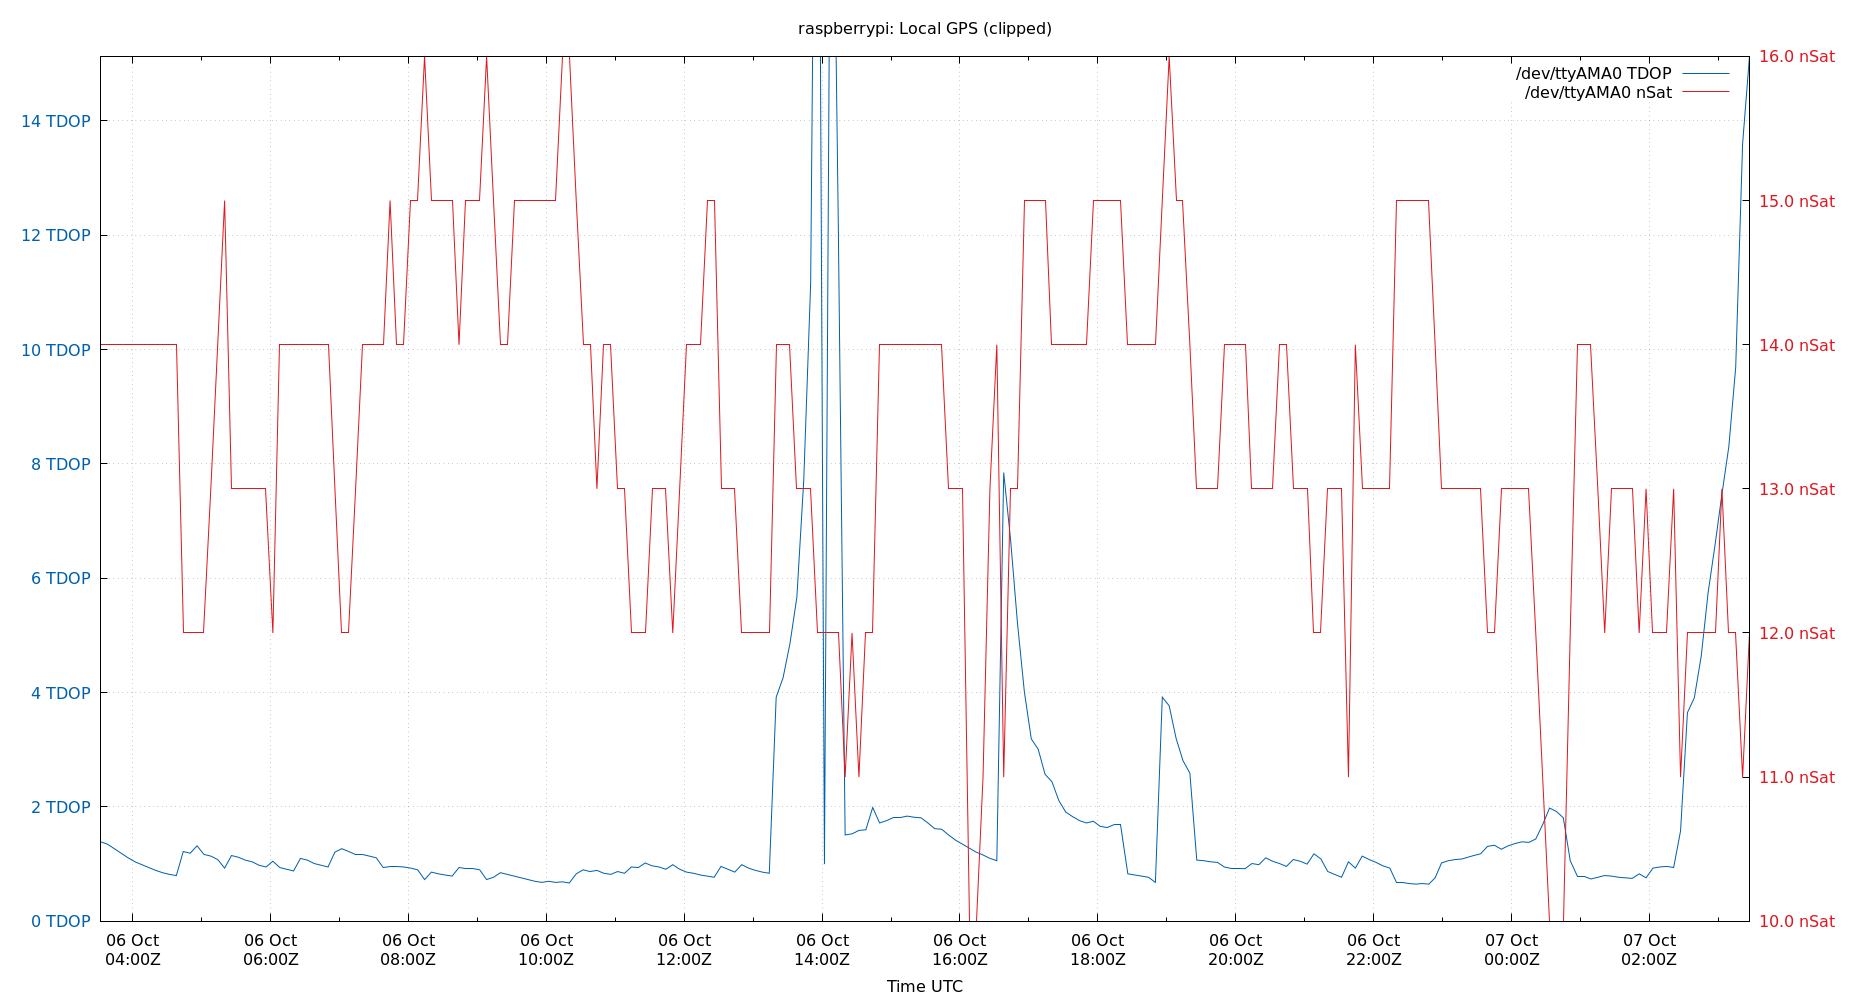 raspberrypi: Local GPS (clipped)
/dev/ttyAMA0 TDOP
/dev/ttyAMA0 nSat
14 TDOP
12 TDOP
10 TDOP
8 TDOP
6 TDOP
4 TDOP
2 TDOP
0 TDOP
16.0 nSat
15.0 nSat
14.0 nSat
13.0 nSat
12.0 nSat
11.0 nSat
10.0 nSat
06 Oct
04:00Z
06 Oct
06:00Z
06 Oct
08:00Z
06 Oct
10:00Z
06 Oct
12:00Z
06 Oct
14:00Z
06 Oct
16:00Z
06 Oct
18:00Z
06 Oct
20:00Z
06 Oct
22:00Z
07 Oct
00:00Z
07 Oct
02:00Z
Time UTC